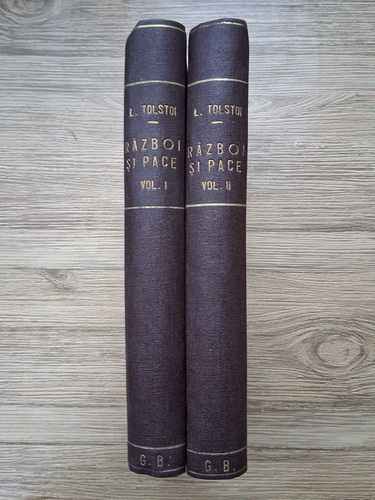 L. TOLSTOI
RĂZBOI
ȘI PACE
VOL. I
G. B.
L. TOLSTOI
RĂZBOI
ȘI PACE
VOL. II
G. B.